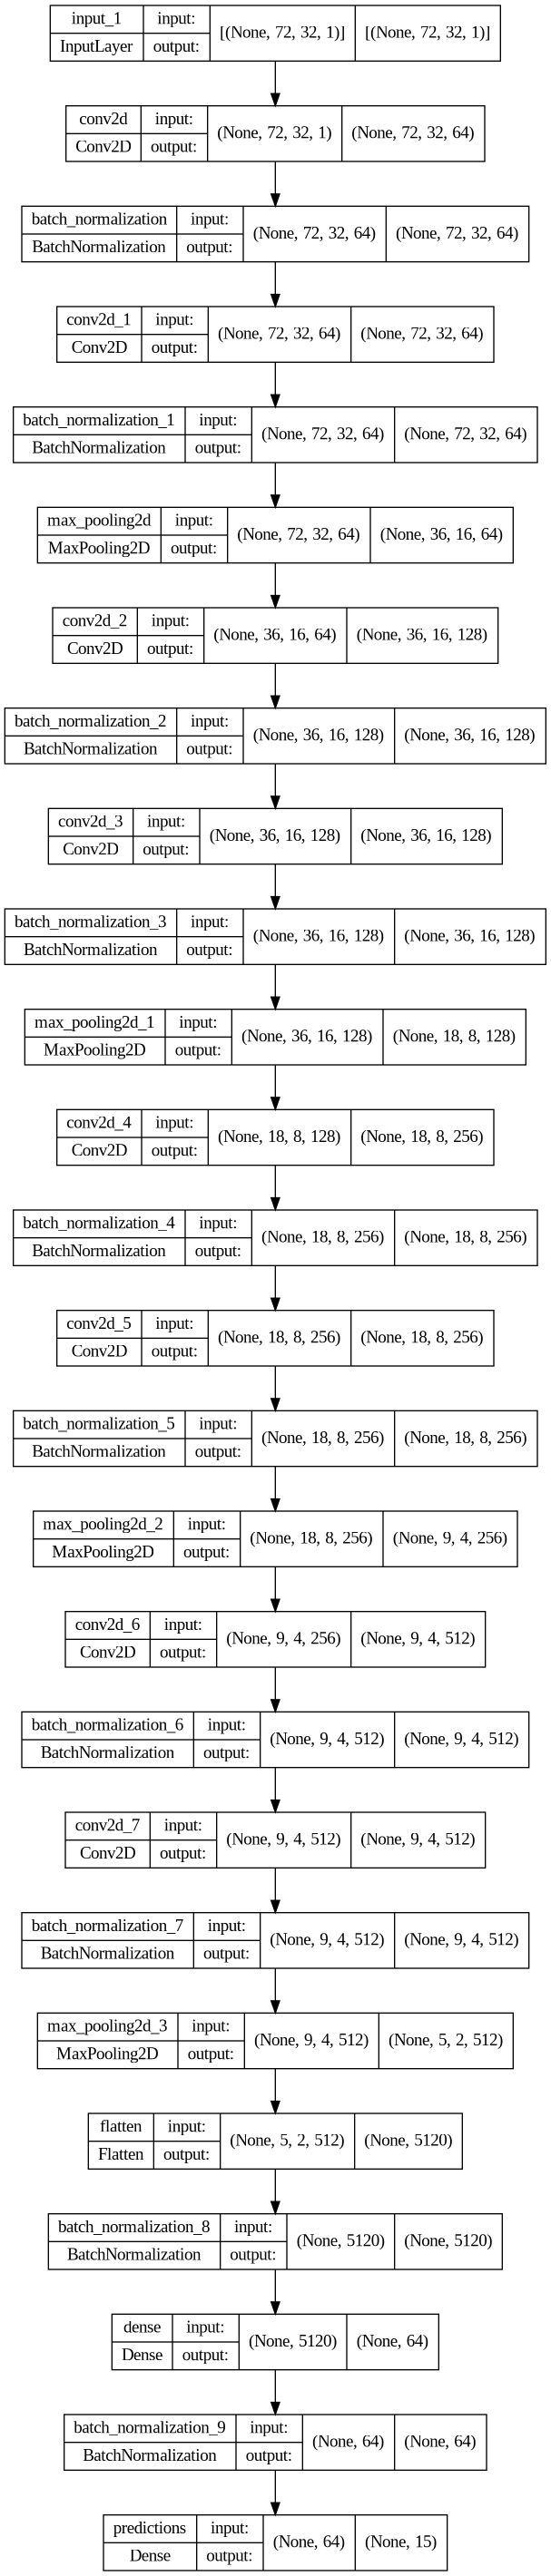 input_1 input: [(None, 72, 32, 1)] [(None, 72, 32, 1)]
InputLayer output:
conv2d input: (None, 72, 32, 1) (None, 72, 32, 64)
Conv2D output:
batch_normalization input: (None, 72, 32, 64) (None, 72, 32, 64)
BatchNormalization output:
conv2d_1 input: (None, 72, 32, 64) (None, 72, 32, 64)
Conv2D output:
batch_normalization_1 input: (None, 72, 32, 64) (None, 72, 32, 64)
BatchNormalization output:
max_pooling2d input: (None, 72, 32, 64) (None, 36, 16, 64)
MaxPooling2D output:
conv2d_2 input: (None, 36, 16, 64) (None, 36, 16, 128)
Conv2D output:
batch_normalization_2 input: (None, 36, 16, 128) (None, 36, 16, 128)
BatchNormalization output:
conv2d_3 input: (None, 36, 16, 128) (None, 36, 16, 128)
Conv2D output:
batch_normalization_3 input: (None, 36, 16, 128) (None, 36, 16, 128)
BatchNormalization output:
max_pooling2d_1 input: (None, 36, 16, 128) (None, 18, 8, 128)
MaxPooling2D output:
conv2d_4 input: (None, 18, 8, 128) (None, 18, 8, 256)
Conv2D output:
batch_normalization_4 input: (None, 18, 8, 256) (None, 18, 8, 256)
BatchNormalization output:
conv2d_5 input: (None, 18, 8, 256) (None, 18, 8, 256)
Conv2D output:
batch_normalization_5 input: (None, 18, 8, 256) (None, 18, 8, 256)
BatchNormalization output:
max_pooling2d_2 input: (None, 18, 8, 256) (None, 9, 4, 256)
MaxPooling2D output:
conv2d_6 input: (None, 9, 4, 256) (None, 9, 4, 512)
Conv2D output:
batch_normalization_6 input: (None, 9, 4, 512) (None, 9, 4, 512)
BatchNormalization output:
conv2d_7 input: (None, 9, 4, 512) (None, 9, 4, 512)
Conv2D output:
batch_normalization_7 input: (None, 9, 4, 512) (None, 9, 4, 512)
BatchNormalization output:
max_pooling2d_3 input: (None, 9, 4, 512) (None, 5, 2, 512)
MaxPooling2D output:
flatten input: (None, 5, 2, 512) (None, 5120)
Flatten output:
batch_normalization_8 input: (None, 5120) (None, 5120)
BatchNormalization output:
dense input: (None, 5120) (None, 64)
Dense output:
batch_normalization_9 input: (None, 64) (None, 64)
BatchNormalization output:
predictions input: (None, 64) (None, 15)
Dense output: